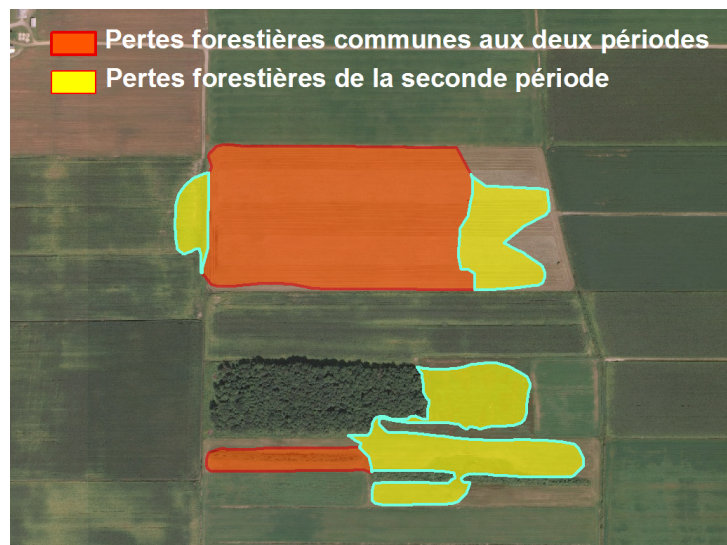 Pertes forestières communes aux deux périodes
Pertes forestières de la seconde période